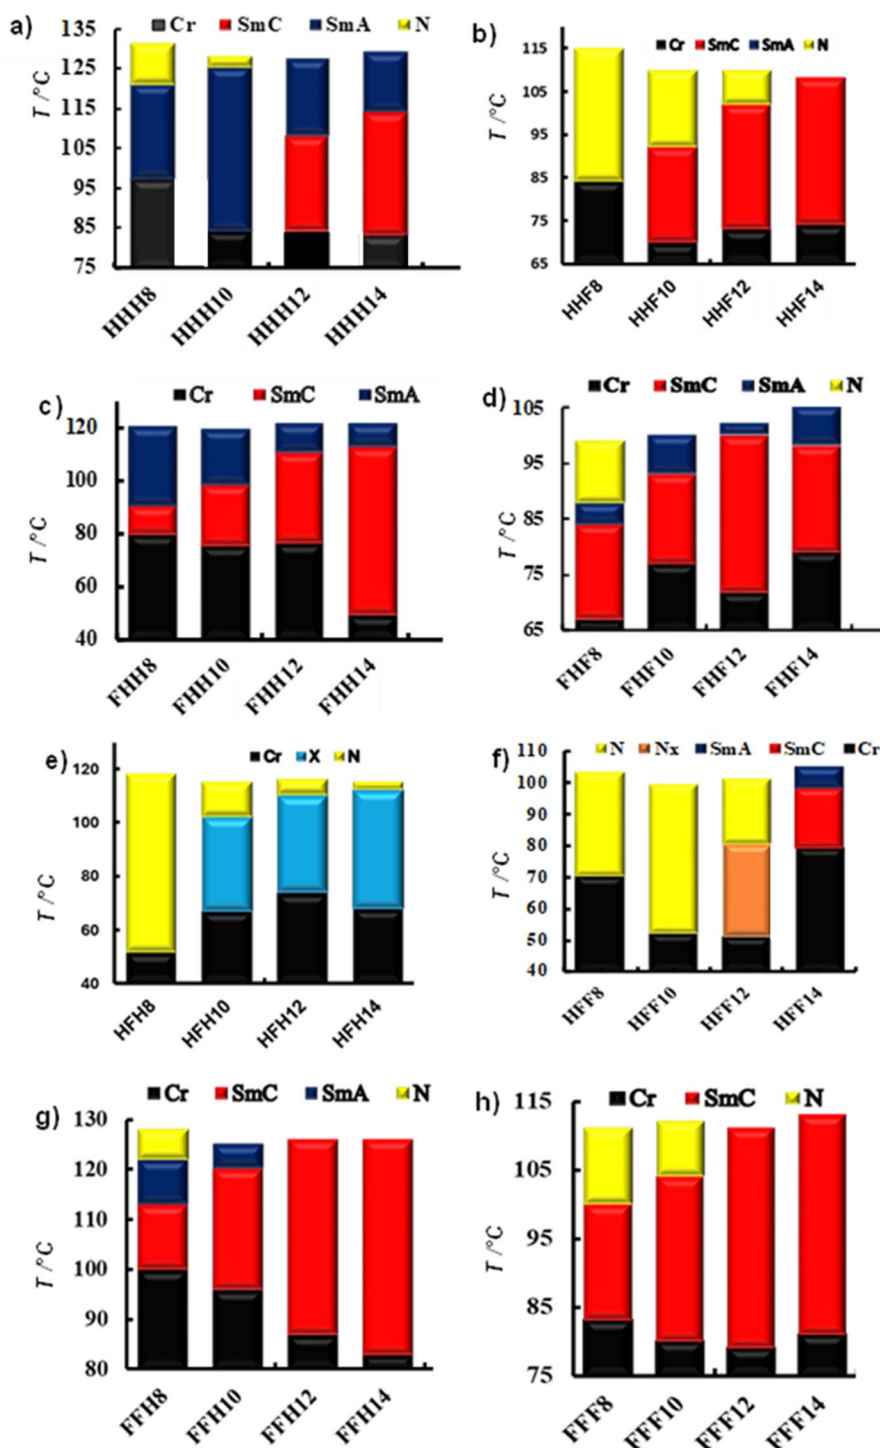 a)
Cr SmC SmA N
T /°C
135
125
115
105
95
85
75
HHH8 HHH10 HHH12 HHH14
b)
Cr SmC SmA N
T /°C
115
105
95
85
75
65
HHF8 HHF10 HHF12 HHF14
c)
Cr SmC SmA
T /°C
120
100
80
60
40
FHH8 FHH10 FHH12 FHH14
d)
Cr SmC SmA N
T /°C
105
95
85
75
65
FHF8 FHF10 FHF12 FHF14
e)
Cr X N
T /°C
120
100
80
60
40
HFH8 HFH10 HFH12 HFH14
f)
N Nx SmA SmC Cr
T /°C
110
100
90
80
70
60
50
40
HFF8 HFF10 HFF12 HFF14
g)
Cr SmC SmA N
T /°C
130
120
110
100
90
80
FFH8 FFH10 FFH12 FFH14
h)
Cr SmC N
T /°C
115
105
95
85
75
FFF8 FFF10 FFF12 FFF14